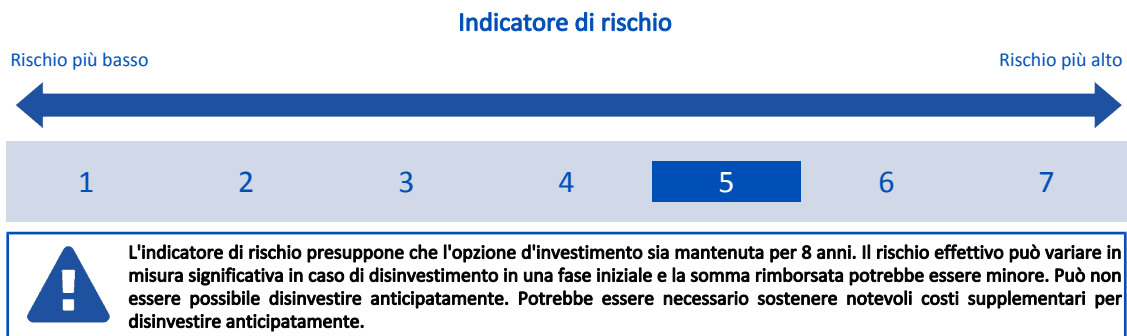 Indicatore di rischio
Rischio più basso
Rischio più alto
1 2 3 4 5 6 7
L'indicatore di rischio presuppone che l'opzione d'investimento sia mantenuta per 8 anni. Il rischio effettivo può variare in
misura significativa in caso di disinvestimento in una fase iniziale e la somma rimborsata potrebbe essere minore. Può non
essere possibile disinvestire anticipatamente. Potrebbe essere necessario sostenere notevoli costi supplementari per
disinvestire anticipatamente.